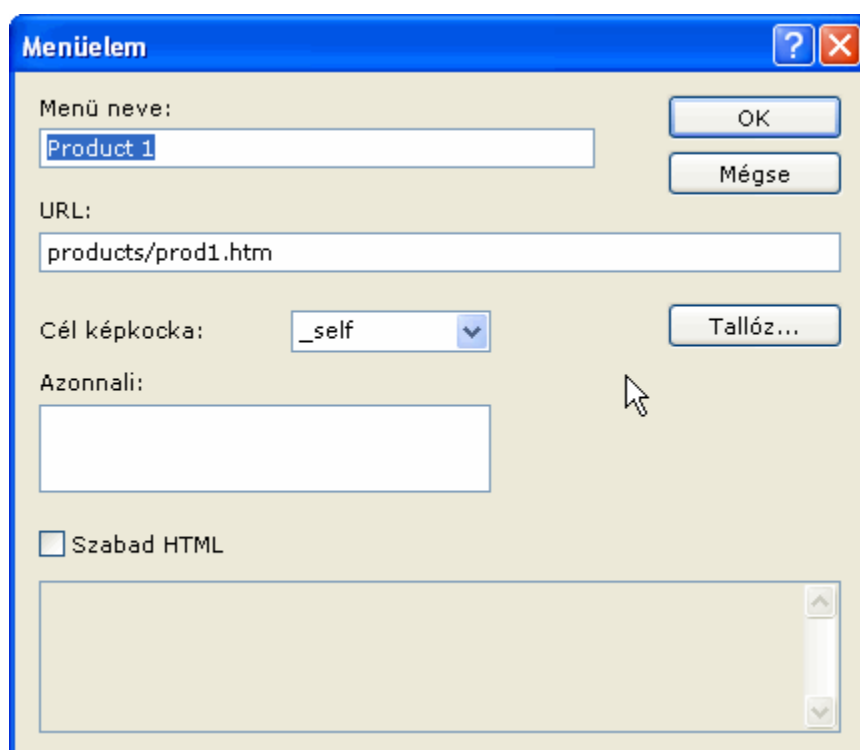 Menüelem
Menü neve:
OK
Product 1
Mégse
URL:
products/prod1.htm
Cél képkocka:
_self
Tallóz...
Azonnali:
Szabad HTML